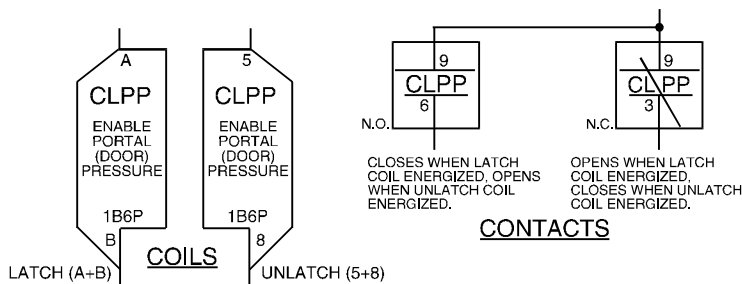 A
CLPP
ENABLE
PORTAL
(DOOR)
PRESSURE
1B6P
B
LATCH (A+B)
5
CLPP
ENABLE
PORTAL
(DOOR)
PRESSURE
1B6P
8
UNLATCH (5+8)
COILS
9
CLPP
6
N.O.
CLOSES WHEN LATCH
COIL ENERGIZED, OPENS
WHEN UNLATCH COIL
ENERGIZED.
9
CLPP
3
N.C.
OPENS WHEN LATCH
COIL ENERGIZED,
CLOSES WHEN UNLATCH
COIL ENERGIZED.
CONTACTS